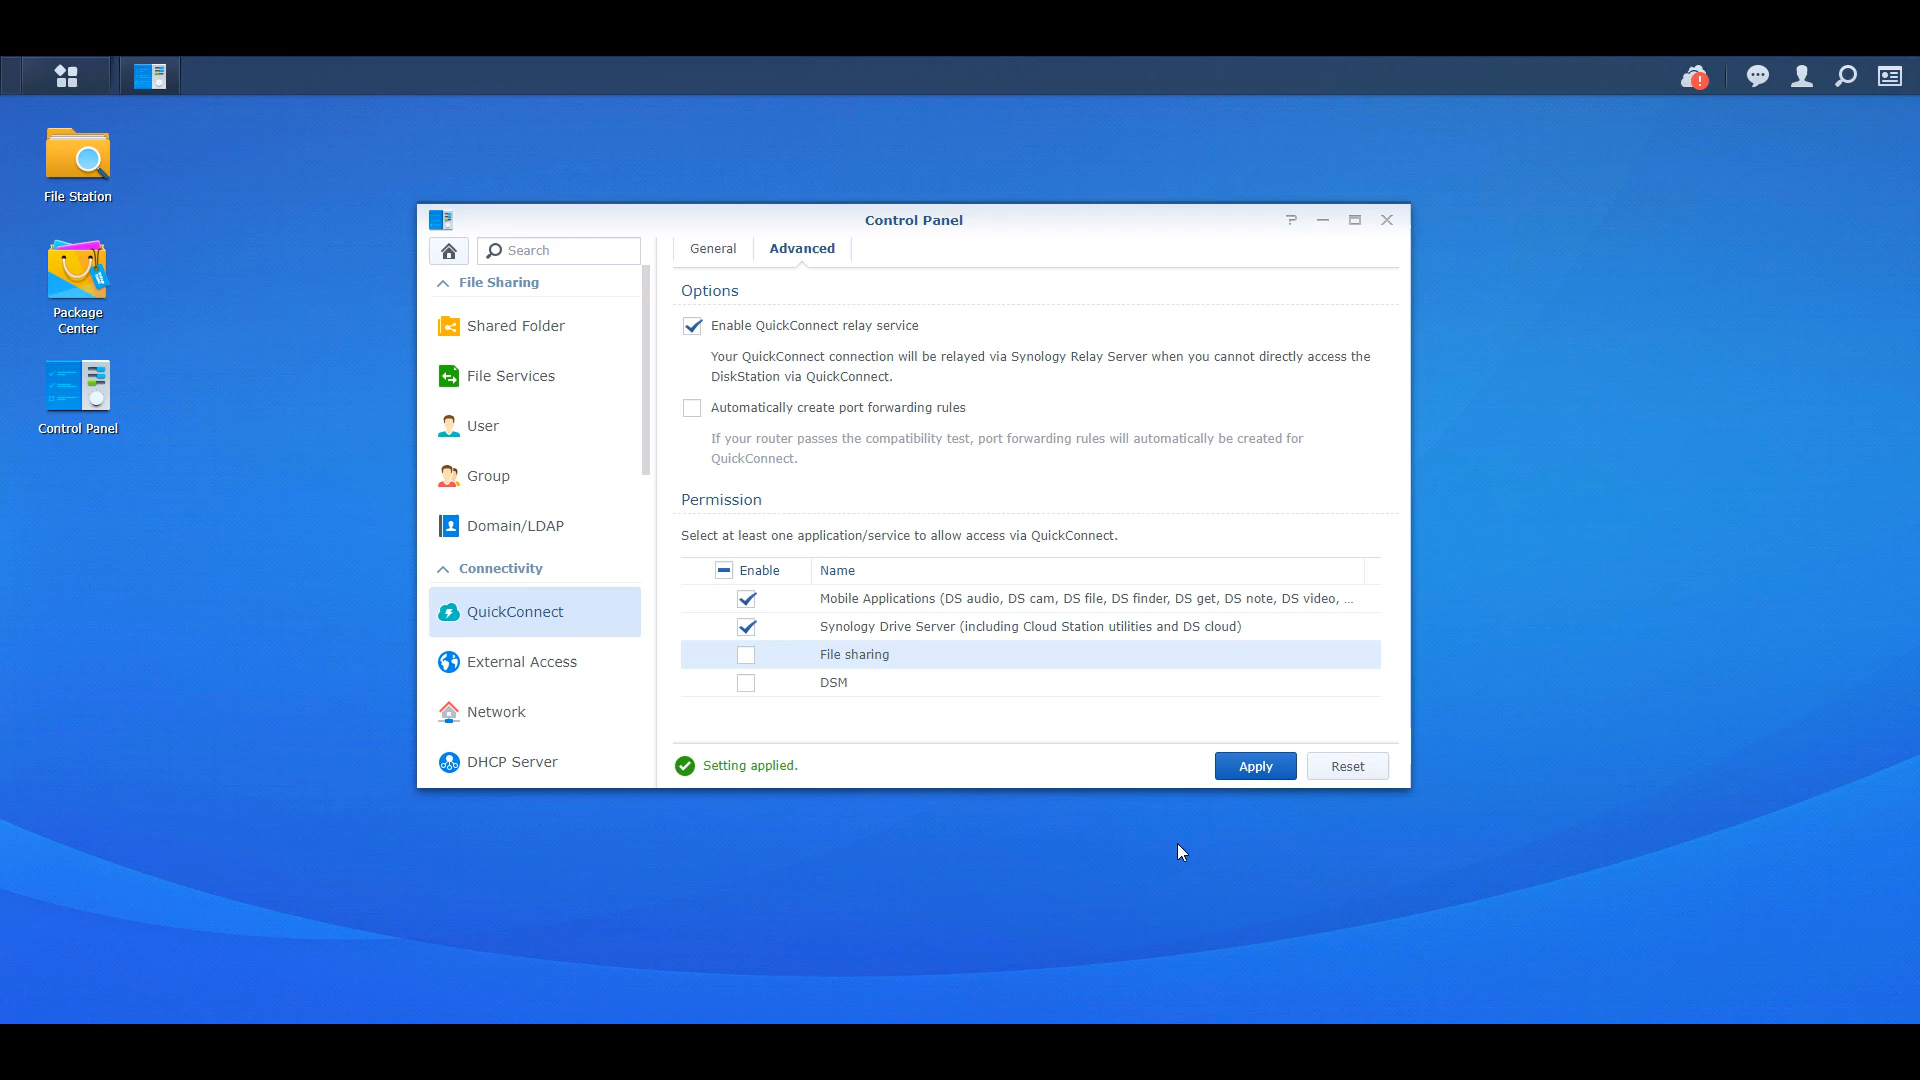 File Station
Package
Center
Control Panel
Control Panel
Search
File Sharing
Shared Folder
File Services
User
Group
Domain/LDAP
Connectivity
QuickConnect
External Access
Network
DHCP Server
General
Advanced
Options
Enable QuickConnect relay service
Your QuickConnect connection will be relayed via Synology Relay Server when you cannot directly access the
DiskStation via QuickConnect.
Automatically create port forwarding rules
If your router passes the compatibility test, port forwarding rules will automatically be created for
QuickConnect.
Permission
Select at least one application/service to allow access via QuickConnect.
Enable Name
Mobile Applications (DS audio, DS cam, DS file, DS finder, DS get, DS note, DS video, ...
Synology Drive Server (including Cloud Station utilities and DS cloud)
File sharing
DSM
Setting applied.
Apply
Reset